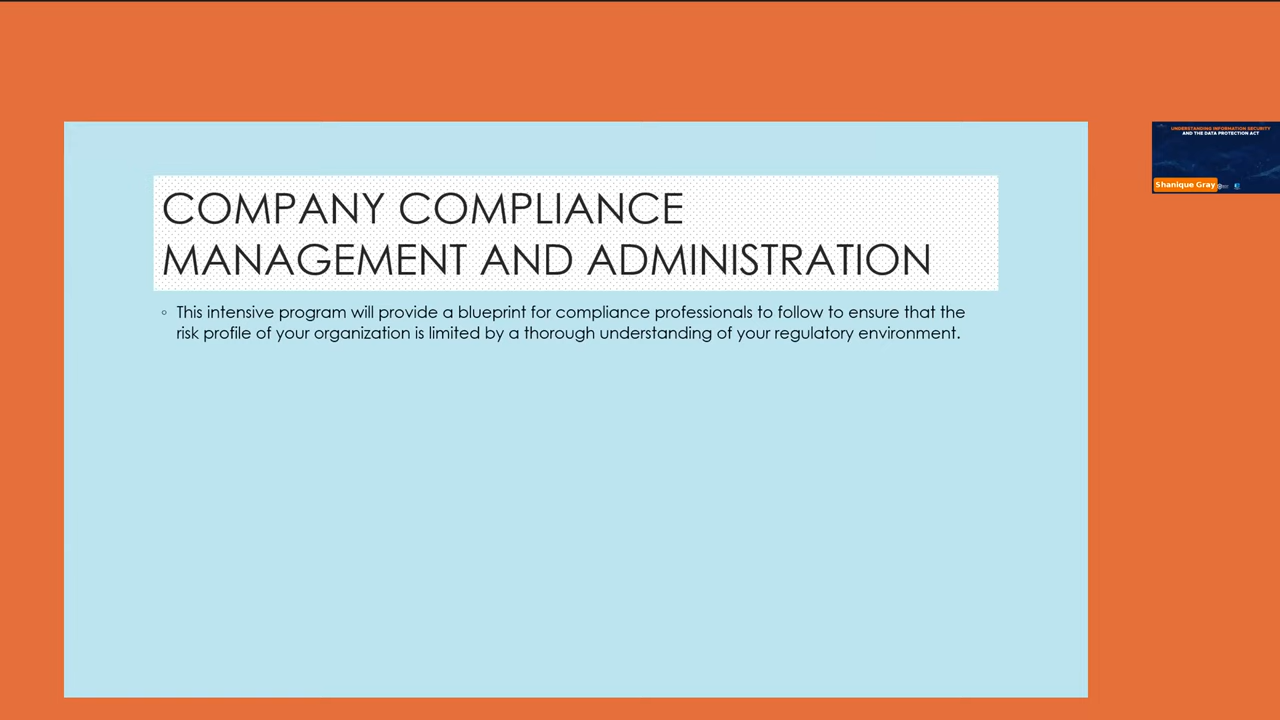 COMPANY COMPLIANCE
MANAGEMENT AND ADMINISTRATION
◦ This intensive program will provide a blueprint for compliance professionals to follow to ensure that the
risk profile of your organization is limited by a thorough understanding of your regulatory environment.
UNDERSTANDING INFORMATION SECURITY
AND THE DATA PROTECTION ACT
Shanique Gray